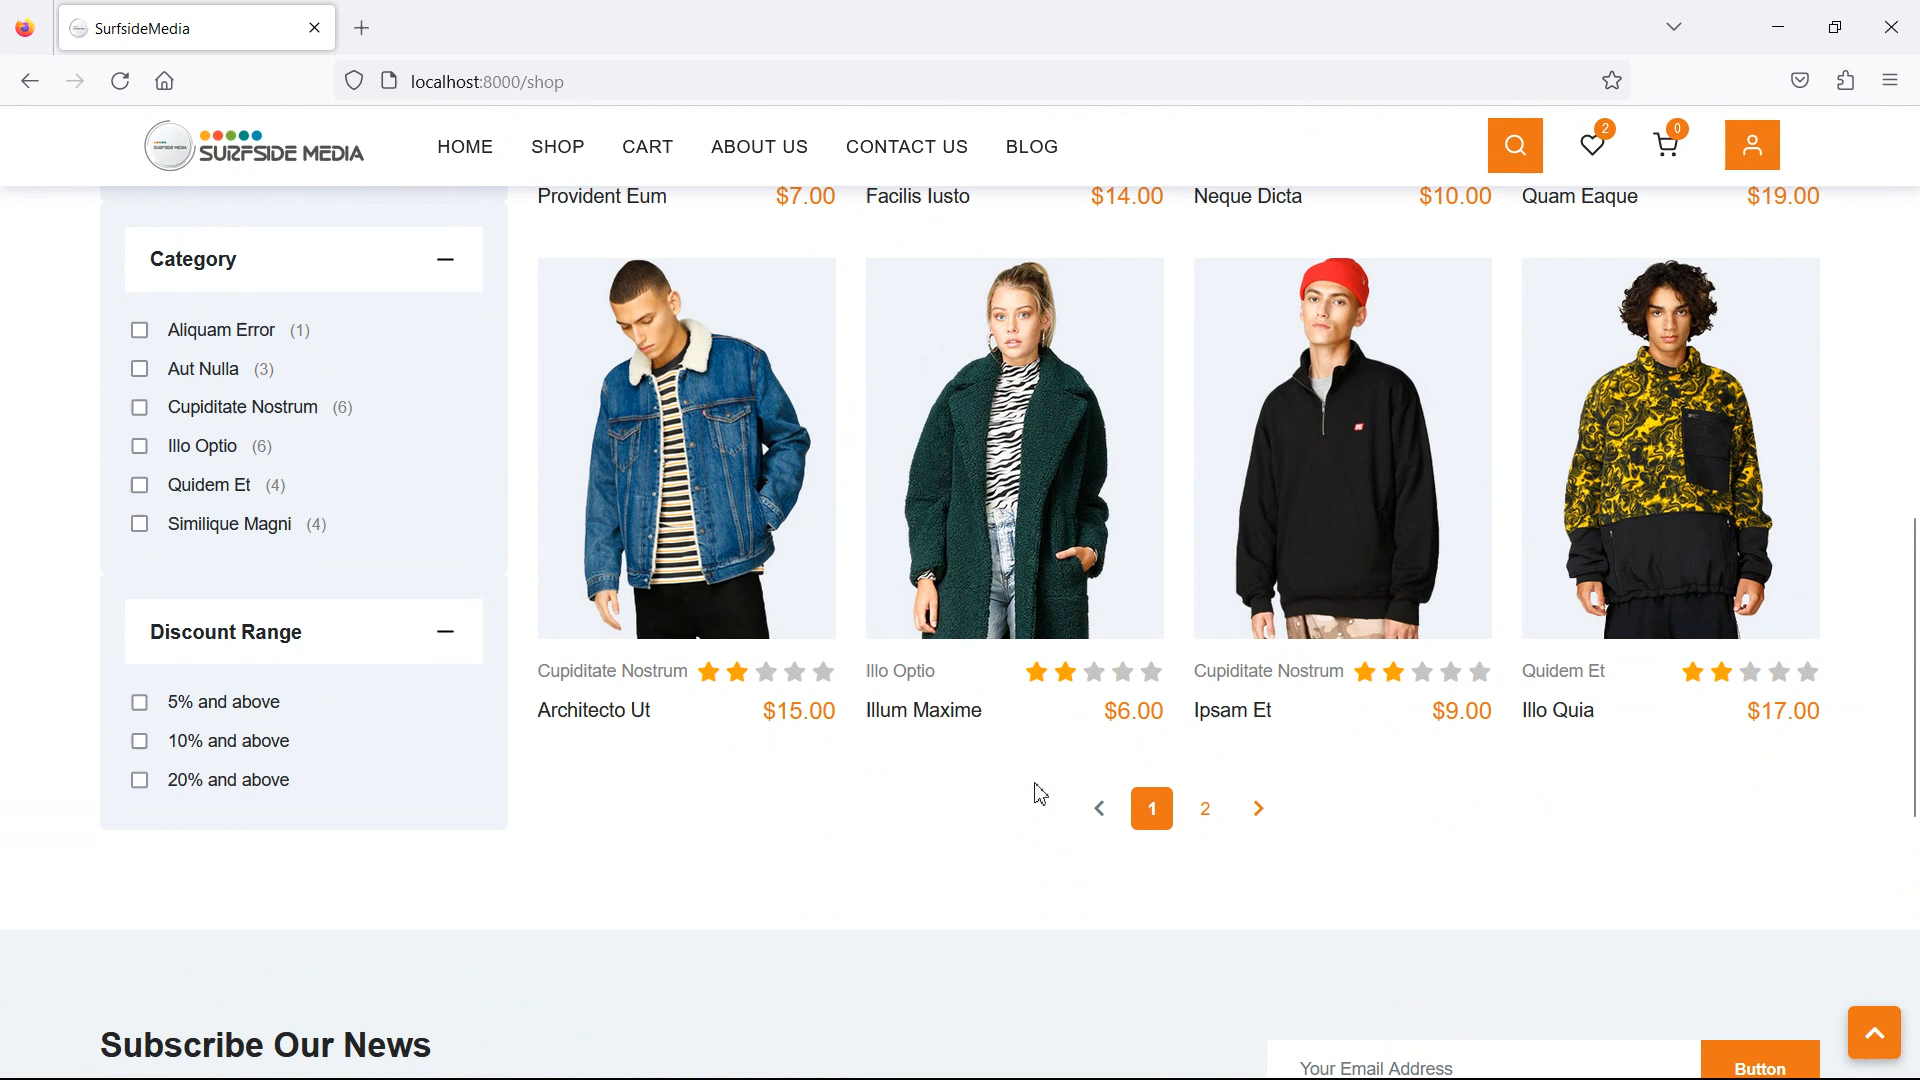 SurfsideMedia
localhost:8000/shop
SURFSIDE MEDIA
HOME SHOP CART ABOUT US CONTACT US BLOG
2 0
Provident Eum $7.00 Facilis Iusto $14.00 Neque Dicta $10.00 Quam Eaque $19.00
Category
Aliquam Error (1)
Aut Nulla (3)
Cupiditate Nostrum (6)
Illo Optio (6)
Quidem Et (4)
Similique Magni (4)
Discount Range
5% and above
10% and above
20% and above
Cupiditate Nostrum Illo Optio Cupiditate Nostrum Quidem Et
Architecto Ut $15.00 Illum Maxime $6.00 Ipsam Et $9.00 Illo Quia $17.00
1 2
Subscribe Our News
Your Email Address Button